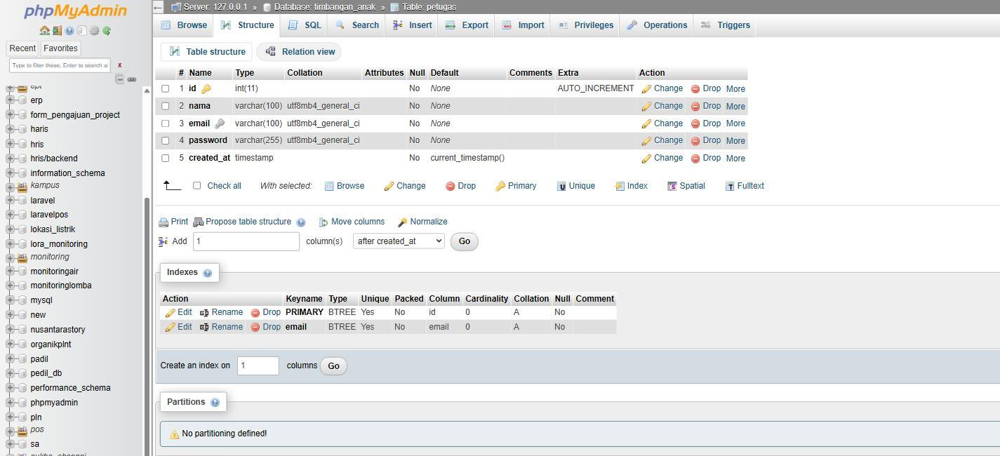 phpMyAdmin
Recent Favorites
Type to filter these, Enter to search al X
ept
erp
form_pengajuan_project
haris
hris
hris/backend
information_schema
kampus
laravel
laravelpos
lokasi_listrik
lora_monitoring
monitoring
monitoringair
monitoringlomba
mysql
new
nusantarastory
organikplnt
padil
pedil_db
performance_schema
phpmyadmin
pln
pos
sa
Server: 127.0.0.1 » Database: timbangan_anak » Table: petugas
Browse Structure SQL Search Insert Export Import Privileges Operations Triggers
Table structure Relation view
# Name Type Collation Attributes Null Default Comments Extra Action
1 id int(11) No None AUTO_INCREMENT Change Drop More
2 nama varchar(100) utf8mb4_general_ci No None Change Drop More
3 email varchar(100) utf8mb4_general_ci No None Change Drop More
4 password varchar(255) utf8mb4_general_ci No None Change Drop More
5 created_at timestamp No current_timestamp() Change Drop More
Check all With selected: Browse Change Drop Primary Unique Index Spatial Fulltext
Print Propose table structure Move columns Normalize
Add 1 column(s) after created_at Go
Indexes
Action Keyname Type Unique Packed Column Cardinality Collation Null Comment
Edit Rename Drop PRIMARY BTREE Yes No id 0 A No
Edit Rename Drop email BTREE Yes No email 0 A No
Create an index on 1 columns Go
Partitions
No partitioning defined!